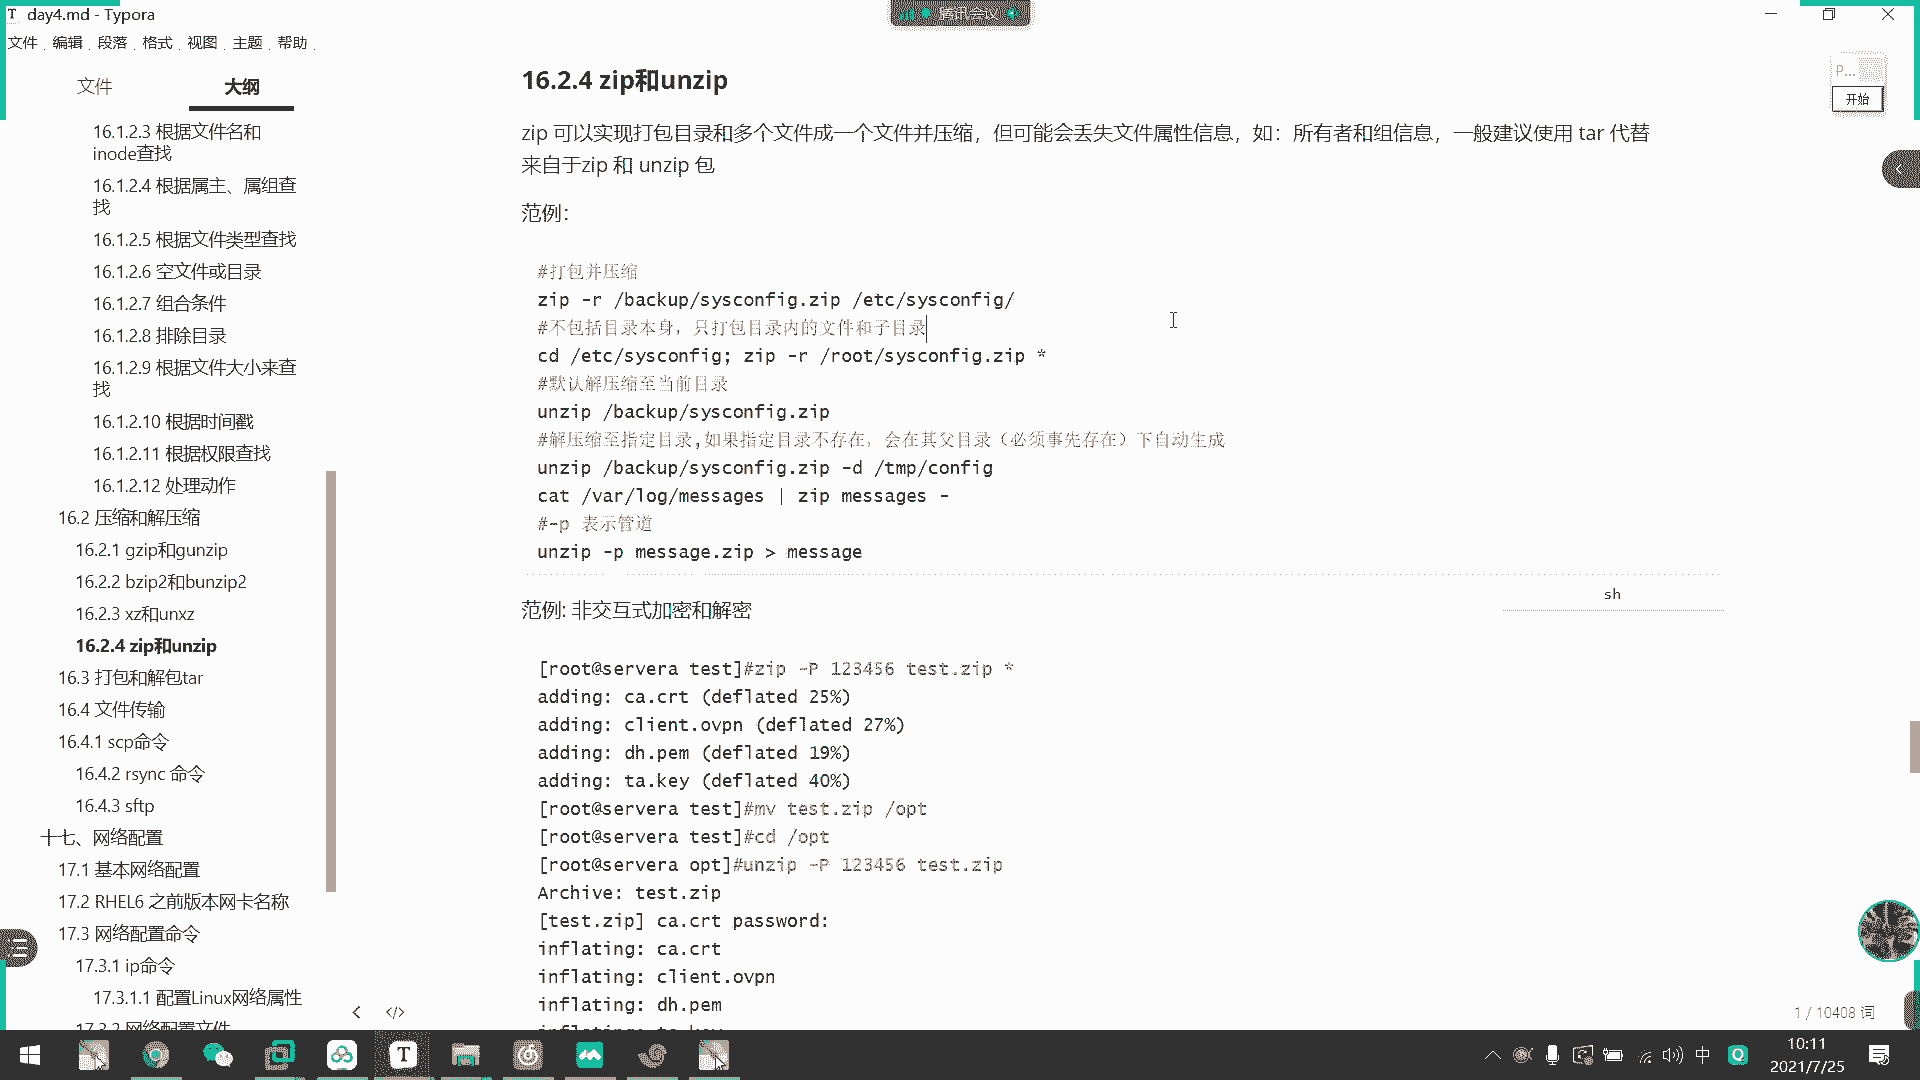 day4.md - Typora
腾讯会议
文件 编辑 段落 格式 视图 主题 帮助
文件
大纲
16.1.2.3 根据文件名和
inode查找
16.1.2.4 根据属主、属组查
找
16.1.2.5 根据文件类型查找
16.1.2.6 空文件或目录
16.1.2.7 组合条件
16.1.2.8 排除目录
16.1.2.9 根据文件大小来查
找
16.1.2.10 根据时间戳
16.1.2.11 根据权限查找
16.1.2.12 处理动作
16.2 压缩和解压缩
16.2.1 gzip和gunzip
16.2.2 bzip2和bunzip2
16.2.3 xz和unxz
16.2.4 zip和unzip
16.3 打包和解包tar
16.4 文件传输
16.4.1 scp命令
16.4.2 rsync 命令
16.4.3 sftp
十七、网络配置
17.1 基本网络配置
17.2 RHEL6 之前版本网卡名称
17.3 网络配置命令
17.3.1 ip命令
17.3.1.1 配置Linux网络属性
17.3.2 网络配置文件
16.2.4 zip和unzip
zip 可以实现打包目录和多个文件成一个文件并压缩，但可能会丢失文件属性信息，如：所有者和组信息，一般建议使用 tar 代替
来自于zip 和 unzip 包
范例：
#打包并压缩
zip -r /backup/sysconfig.zip /etc/sysconfig/
#不包括目录本身，只打包目录内的文件和子目录
cd /etc/sysconfig; zip -r /root/sysconfig.zip *
#默认解压缩至当前目录
unzip /backup/sysconfig.zip
#解压缩至指定目录,如果指定目录不存在，会在其父目录（必须事先存在）下自动生成
unzip /backup/sysconfig.zip -d /tmp/config
cat /var/log/messages | zip messages -
#-p 表示管道
unzip -p message.zip > message
sh
范例: 非交互式加密和解密
[root@servera test]#zip -P 123456 test.zip *
adding: ca.crt (deflated 25%)
adding: client.ovpn (deflated 27%)
adding: dh.pem (deflated 19%)
adding: ta.key (deflated 40%)
[root@servera test]#mv test.zip /opt
[root@servera test]#cd /opt
[root@servera opt]#unzip -P 123456 test.zip
Archive: test.zip
[test.zip] ca.crt password:
inflating: ca.crt
inflating: client.ovpn
inflating: dh.pem
inflating: ta.key
P...
开始
1 / 10408 词
中
10:11
2021/7/25